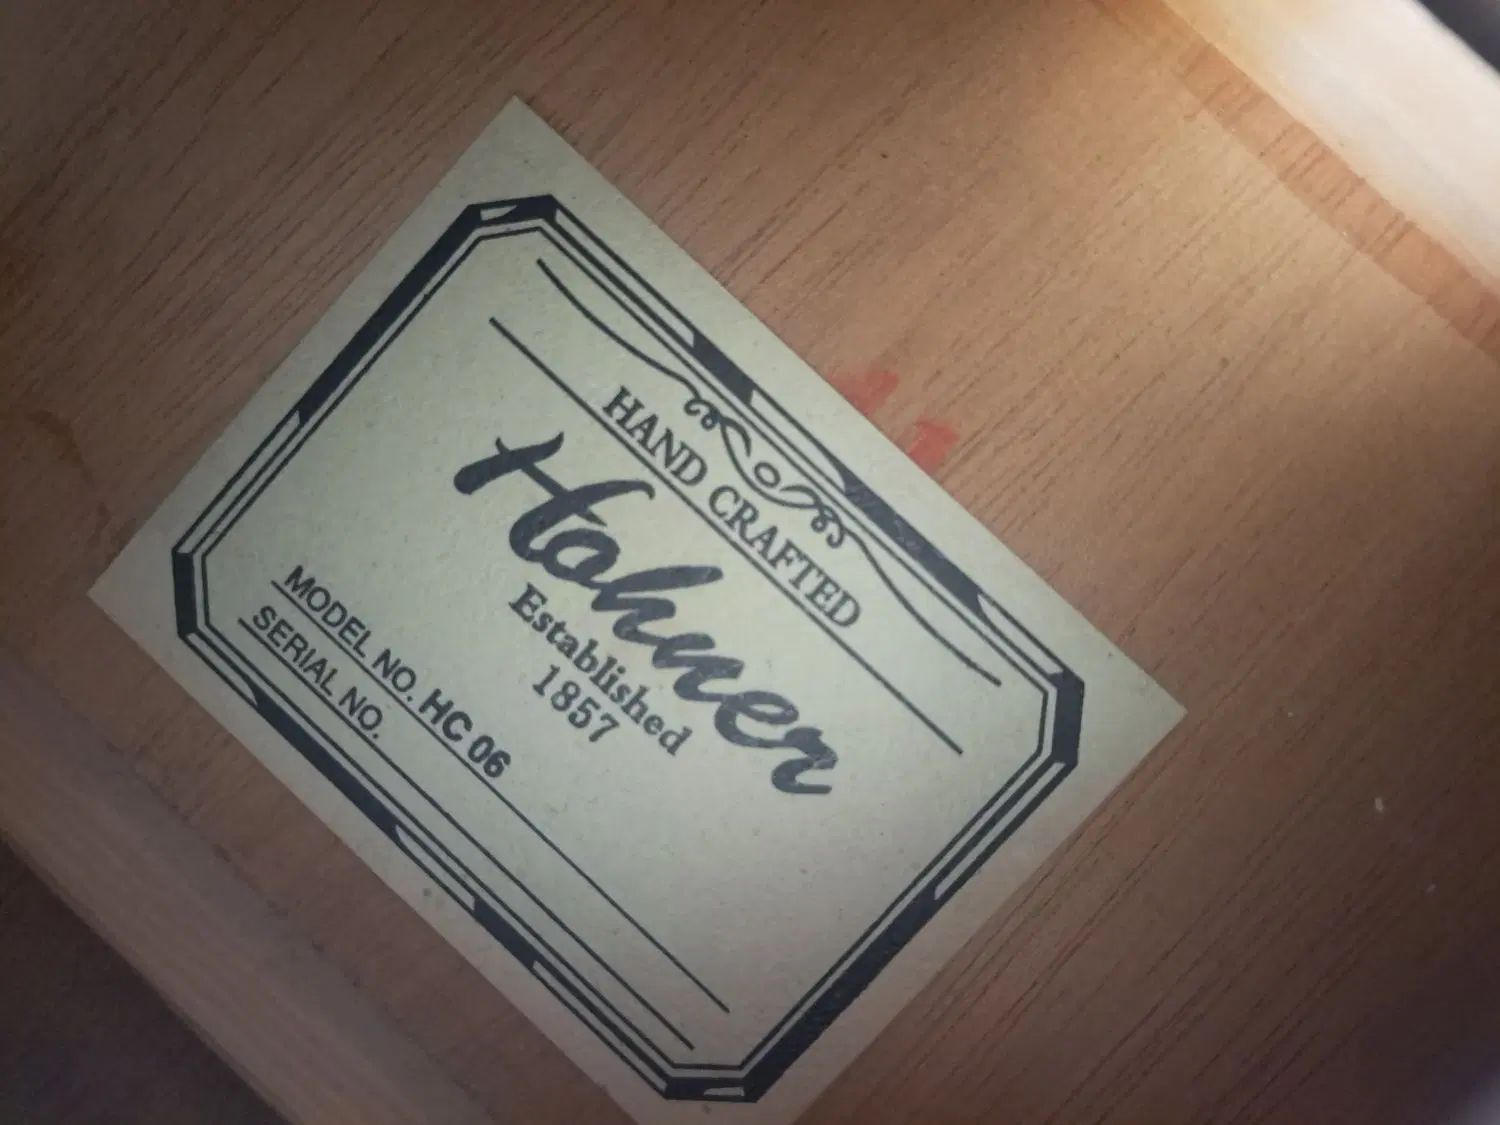 HAND CRAFTED
Hohner
Established
1857
MODEL NO. HC 06
SERIAL NO.